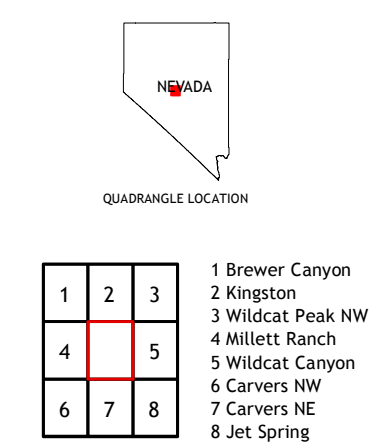 NEVADA
QUADRANGLE LOCATION
1 2 3
4 5
6 7 8
1 Brewer Canyon
2 Kingston
3 Wildcat Peak NW
4 Millett Ranch
5 Wildcat Canyon
6 Carvers NW
7 Carvers NE
8 Jet Spring